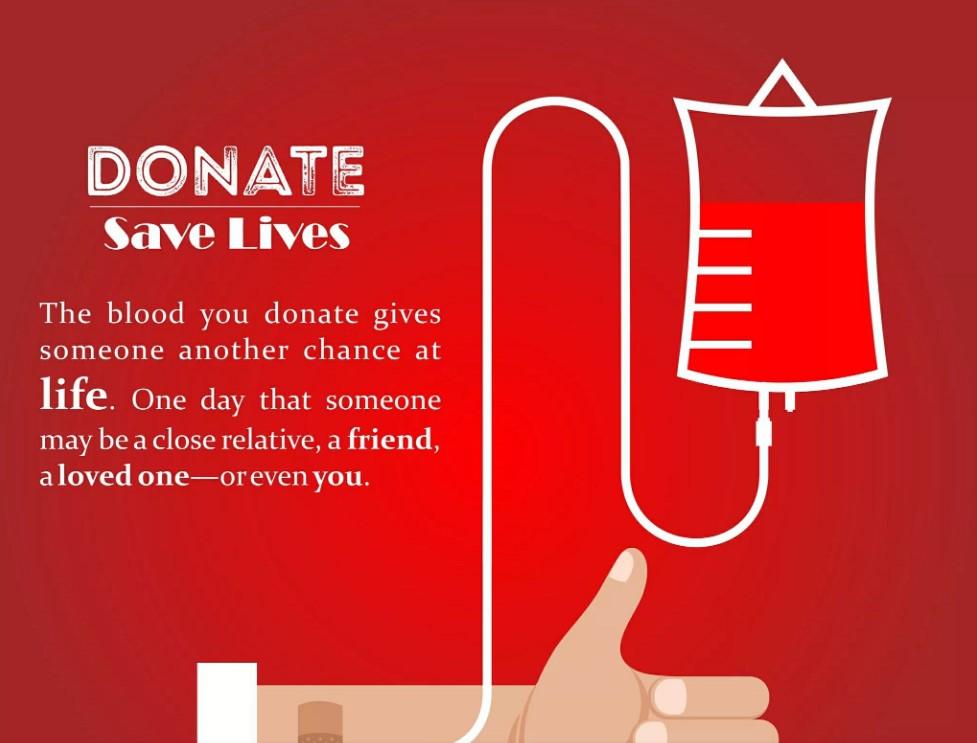 DONATE
Save Lives
The blood you donate gives
someone another chance at
life. One day that someone
may be a close relative, a friend,
a loved one—or even you.